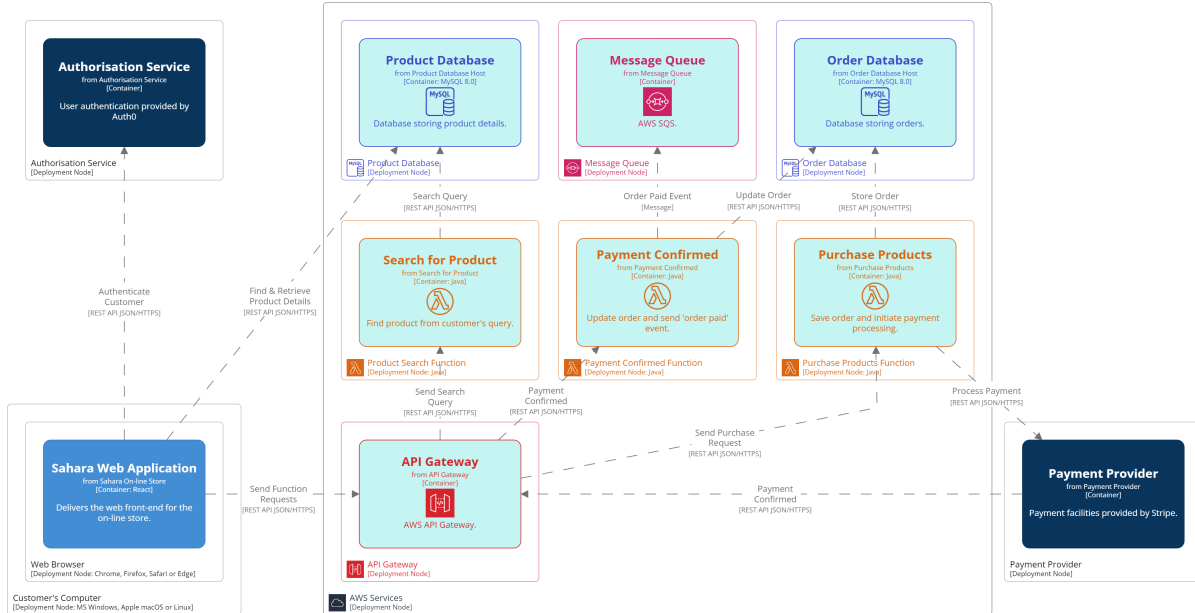 Authorisation Service
from Authorisation Service
[Container]
User authentication provided by
Auth0
Authorisation Service
[Deployment Node]
Product Database
from Product Database Host
[Container: MySQL 8.0]
MySQL
Database storing product details.
MySQL
Product Database
[Deployment Node]
Message Queue
from Message Queue
[Container]
AWS SQS.
Message Queue
[Deployment Node]
Order Database
from Order Database Host
[Container: MySQL 8.0]
MySQL
Database storing orders.
MySQL
Order Database
[Deployment Node]
Search Query
[REST API JSON/HTTPS]
Order Paid Event
[Message]
Update Order
[REST API JSON/HTTPS]
Store Order
[REST API JSON/HTTPS]
Search for Product
from Search for Product
[Container: Java]
Find product from customer's query.
Product Search Function
[Deployment Node: Java]
Payment Confirmed
from Payment Confirmed
[Container: Java]
Update order and send 'order paid'
event.
Payment Confirmed Function
[Deployment Node: Java]
Purchase Products
from Purchase Products
[Container: Java]
Save order and initiate payment
processing.
Purchase Products Function
[Deployment Node: Java]
Authenticate
Customer
[REST API JSON/HTTPS]
Find & Retrieve
Product Details
[REST API JSON/HTTPS]
Send Search
Query
[REST API JSON/HTTPS]
Payment
Confirmed
[REST API JSON/HTTPS]
Process Payment
[REST API JSON/HTTPS]
Send Purchase
Request
[REST API JSON/HTTPS]
Sahara Web Application
from Sahara On-line Store
[Container: React]
Delivers the web front-end for the
on-line store.
Web Browser
[Deployment Node: Chrome, Firefox, Safari or Edge]
Customer's Computer
[Deployment Node: MS Windows, Apple macOS or Linux]
Send Function
Requests
[REST API JSON/HTTPS]
API Gateway
from API Gateway
[Container]
AWS API Gateway.
API Gateway
[Deployment Node]
AWS Services
[Deployment Node]
Payment
Confirmed
[REST API JSON/HTTPS]
Payment Provider
from Payment Provider
[Container]
Payment facilities provided by Stripe.
Payment Provider
[Deployment Node]